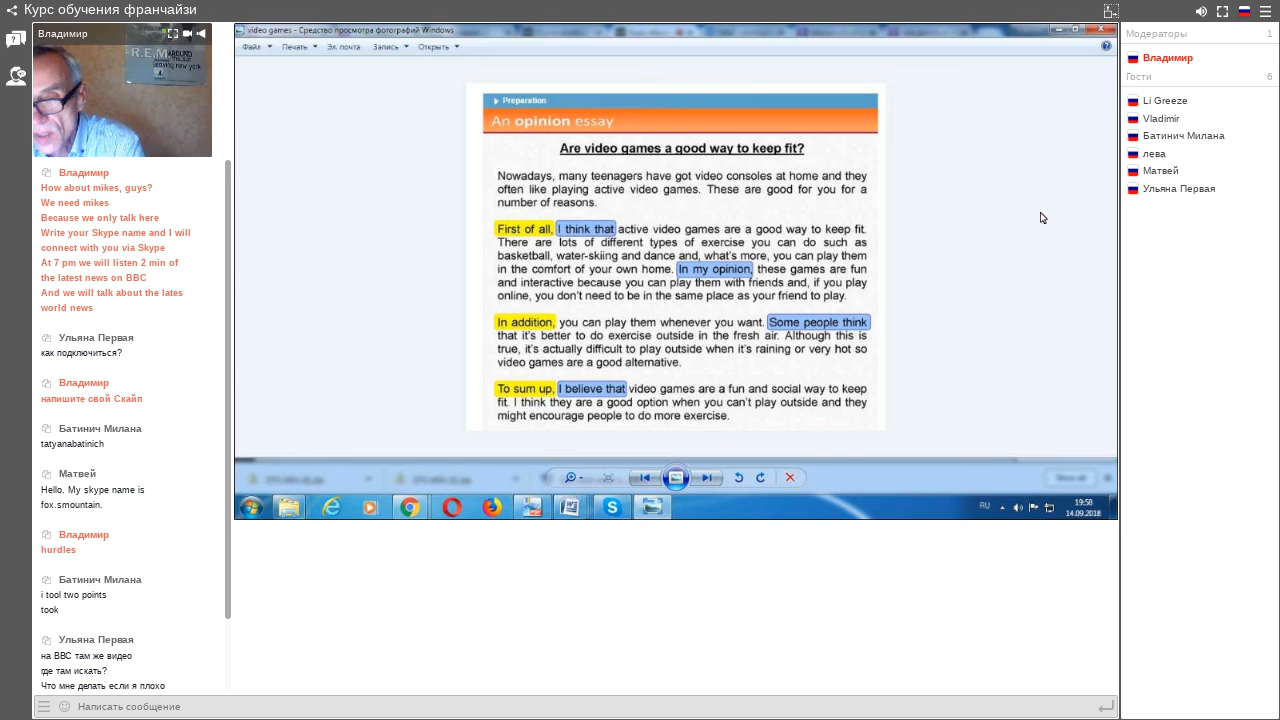 Курс обучения франчайзи
Владимир
R.E.M
AROUND
leaving new york
Владимир
How about mikes, guys?
We need mikes
Because we only talk here
Write your Skype name and I will
connect with you via Skype
At 7 pm we will listen 2 min of
the latest news on BBC
And we will talk about the lates
world news
Ульяна Первая
как подключиться?
Владимир
напишите свой Скайп
Батинич Милана
tatyanabatinich
Матвей
Hello. My skype name is
fox.smountain.
Владимир
hurdles
Батинич Милана
i tool two points
took
Ульяна Первая
на BBC там же видео
где там искать?
Что мне делать если я плохо
Написать сообщение
video games - Средство просмотра фотографий Windows
Файл Печать Эл. почта Запись Открыть
Preparation
An opinion essay
Are video games a good way to keep fit?
Nowadays, many teenagers have got video consoles at home and they
often like playing active video games. These are good for you for a
number of reasons.
First of all, I think that active video games are a good way to keep fit.
There are lots of different types of exercise you can do such as
basketball, water-skiing and dance and, what's more, you can play them
in the comfort of your own home. In my opinion, these games are fun
and interactive because you can play them with friends and, if you play
online, you don't need to be in the same place as your friend to play.
In addition, you can play them whenever you want. Some people think
that it's better to do exercise outside in the fresh air. Although this is
true, it's actually difficult to play outside when it's raining or very hot so
video games are a good alternative.
To sum up, I believe that video games are a fun and social way to keep
fit. I think they are a good option when you can't play outside and they
might encourage people to do more exercise.
RU
19:58
14.09.2018
Модераторы 1
Владимир
Гости 6
Li Greeze
Vladimir
Батинич Милана
лева
Матвей
Ульяна Первая